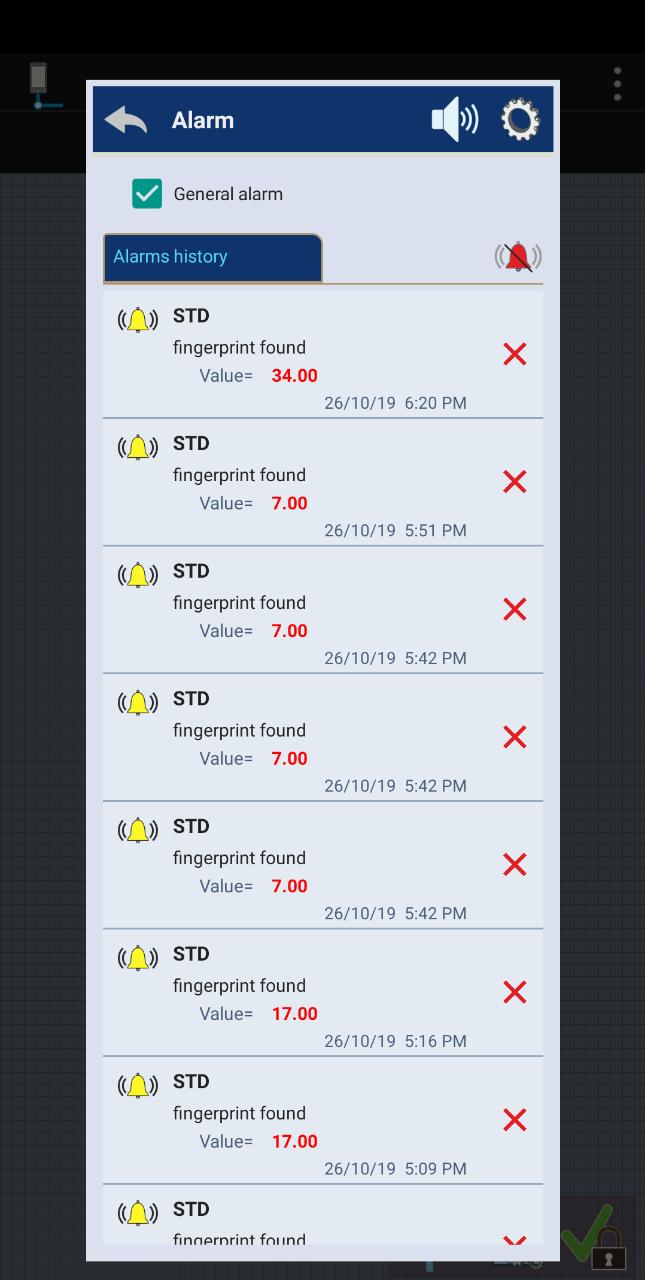 Alarm
General alarm
Alarms history
STD
fingerprint found
Value= 34.00
26/10/19 6:20 PM
STD
fingerprint found
Value= 7.00
26/10/19 5:51 PM
STD
fingerprint found
Value= 7.00
26/10/19 5:42 PM
STD
fingerprint found
Value= 7.00
26/10/19 5:42 PM
STD
fingerprint found
Value= 7.00
26/10/19 5:42 PM
STD
fingerprint found
Value= 17.00
26/10/19 5:16 PM
STD
fingerprint found
Value= 17.00
26/10/19 5:09 PM
STD
fingerprint found